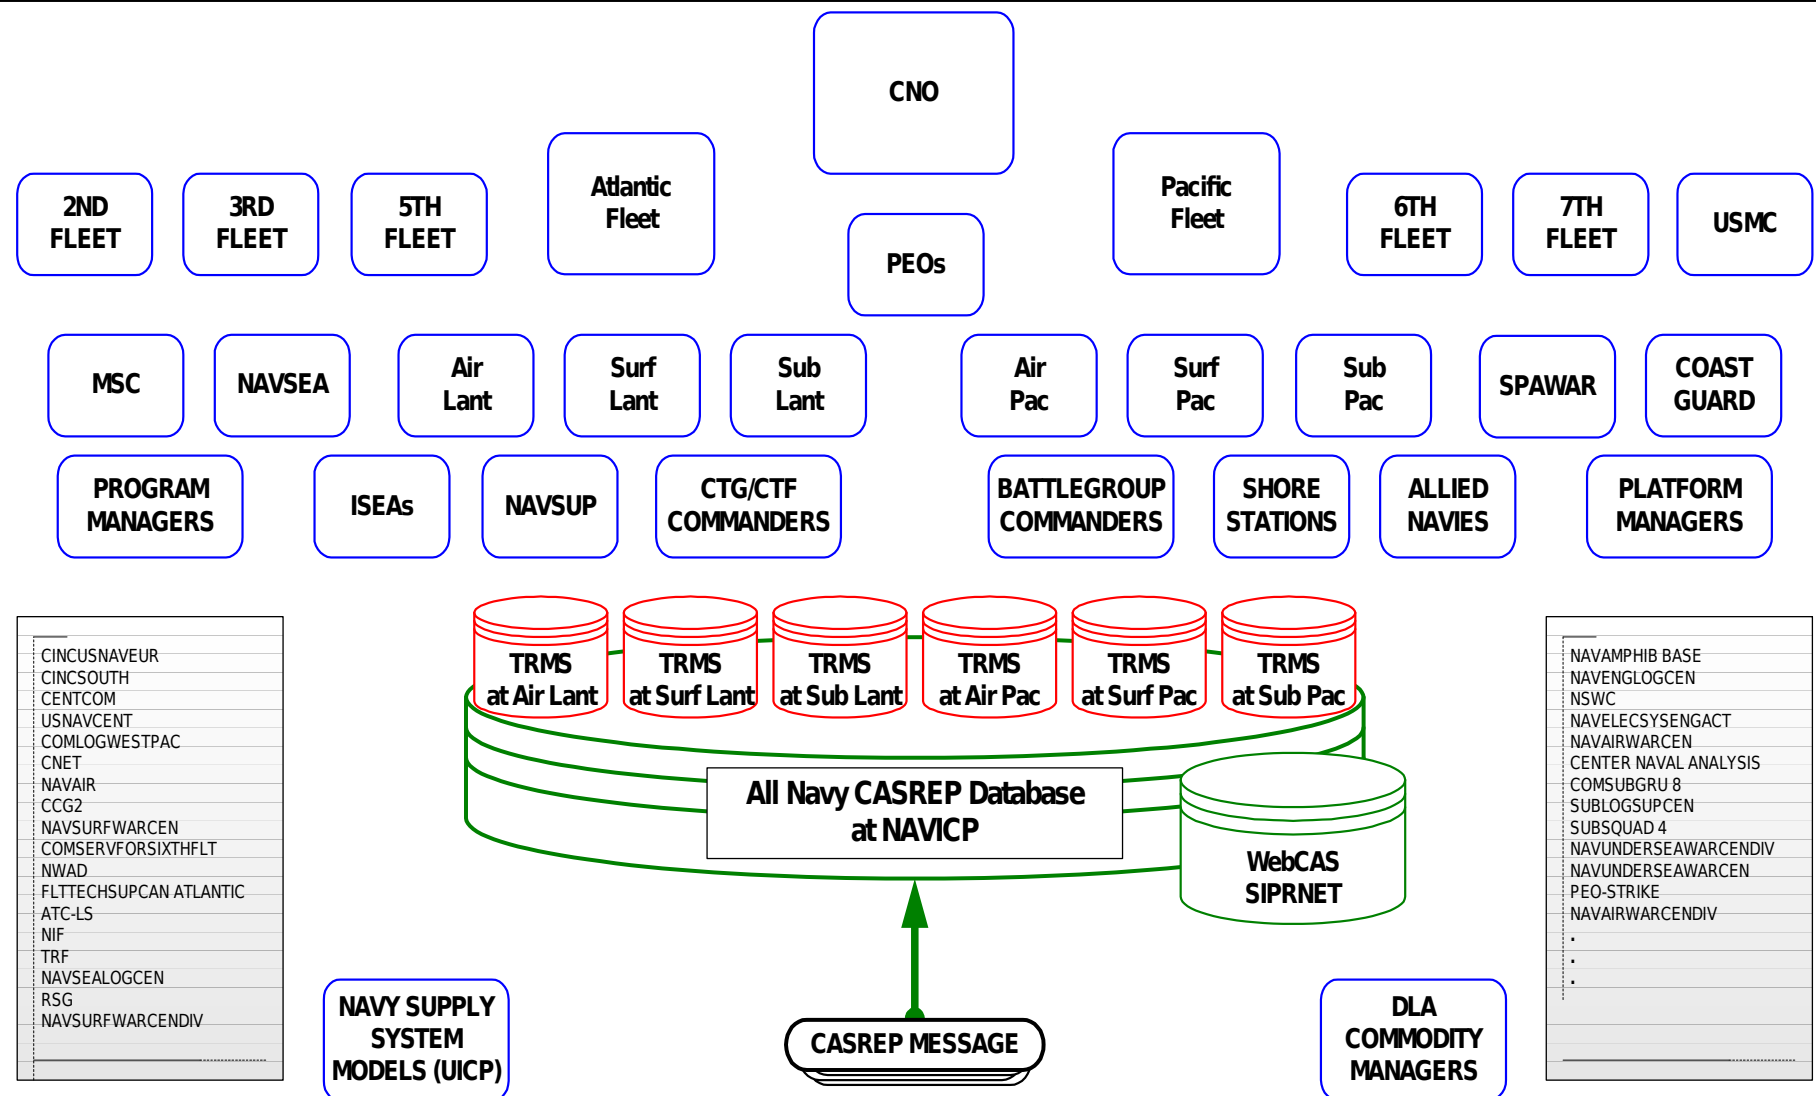 CNO
Atlantic
Fleet
Pacific
Fleet
2ND
FLEET
3RD
FLEET
5TH
FLEET
PEOs
6TH
FLEET
7TH
FLEET
USMC
MSC
NAVSEA
Air
Lant
Surf
Lant
Sub
Lant
Air
Pac
Surf
Pac
Sub
Pac
SPAWAR
COAST
GUARD
PROGRAM
MANAGERS
ISEAs
NAVSUP
CTG/CTF
COMMANDERS
BATTLEGROUP
COMMANDERS
SHORE
STATIONS
ALLIED
NAVIES
PLATFORM
MANAGERS
CINCUSNAVEUR
CINCSOUTH
CENTCOM
USNAVCENT
COMLOGWESTPAC
CNET
NAVAIR
CCG2
NAVSURFWARCEN
COMSERVFORSIXTHFLT
NWAD
FLTTECHSUPCAN ATLANTIC
ATC-LS
NIF
TRF
NAVSEALOGCEN
RSG
NAVSURFWARCENDIV
TRMS
at Air Lant
TRMS
at Surf Lant
TRMS
at Sub Lant
TRMS
at Air Pac
TRMS
at Surf Pac
TRMS
at Sub Pac
All Navy CASREP Database
at NAVICP
WebCAS
SIPRNET
NAVAMPHIB BASE
NAVENGLOGCEN
NSWC
NAVELECSYSENGACT
NAVAIRWARCEN
CENTER NAVAL ANALYSIS
COMSUBGRU 8
SUBLOGSUPCEN
SUBSQUAD 4
NAVUNDERSEAWARCENDIV
NAVUNDERSEAWARCEN
PEO-STRIKE
NAVAIRWARCENDIV
.
.
.
NAVY SUPPLY
SYSTEM
MODELS (UICP)
CASREP MESSAGE
DLA
COMMODITY
MANAGERS